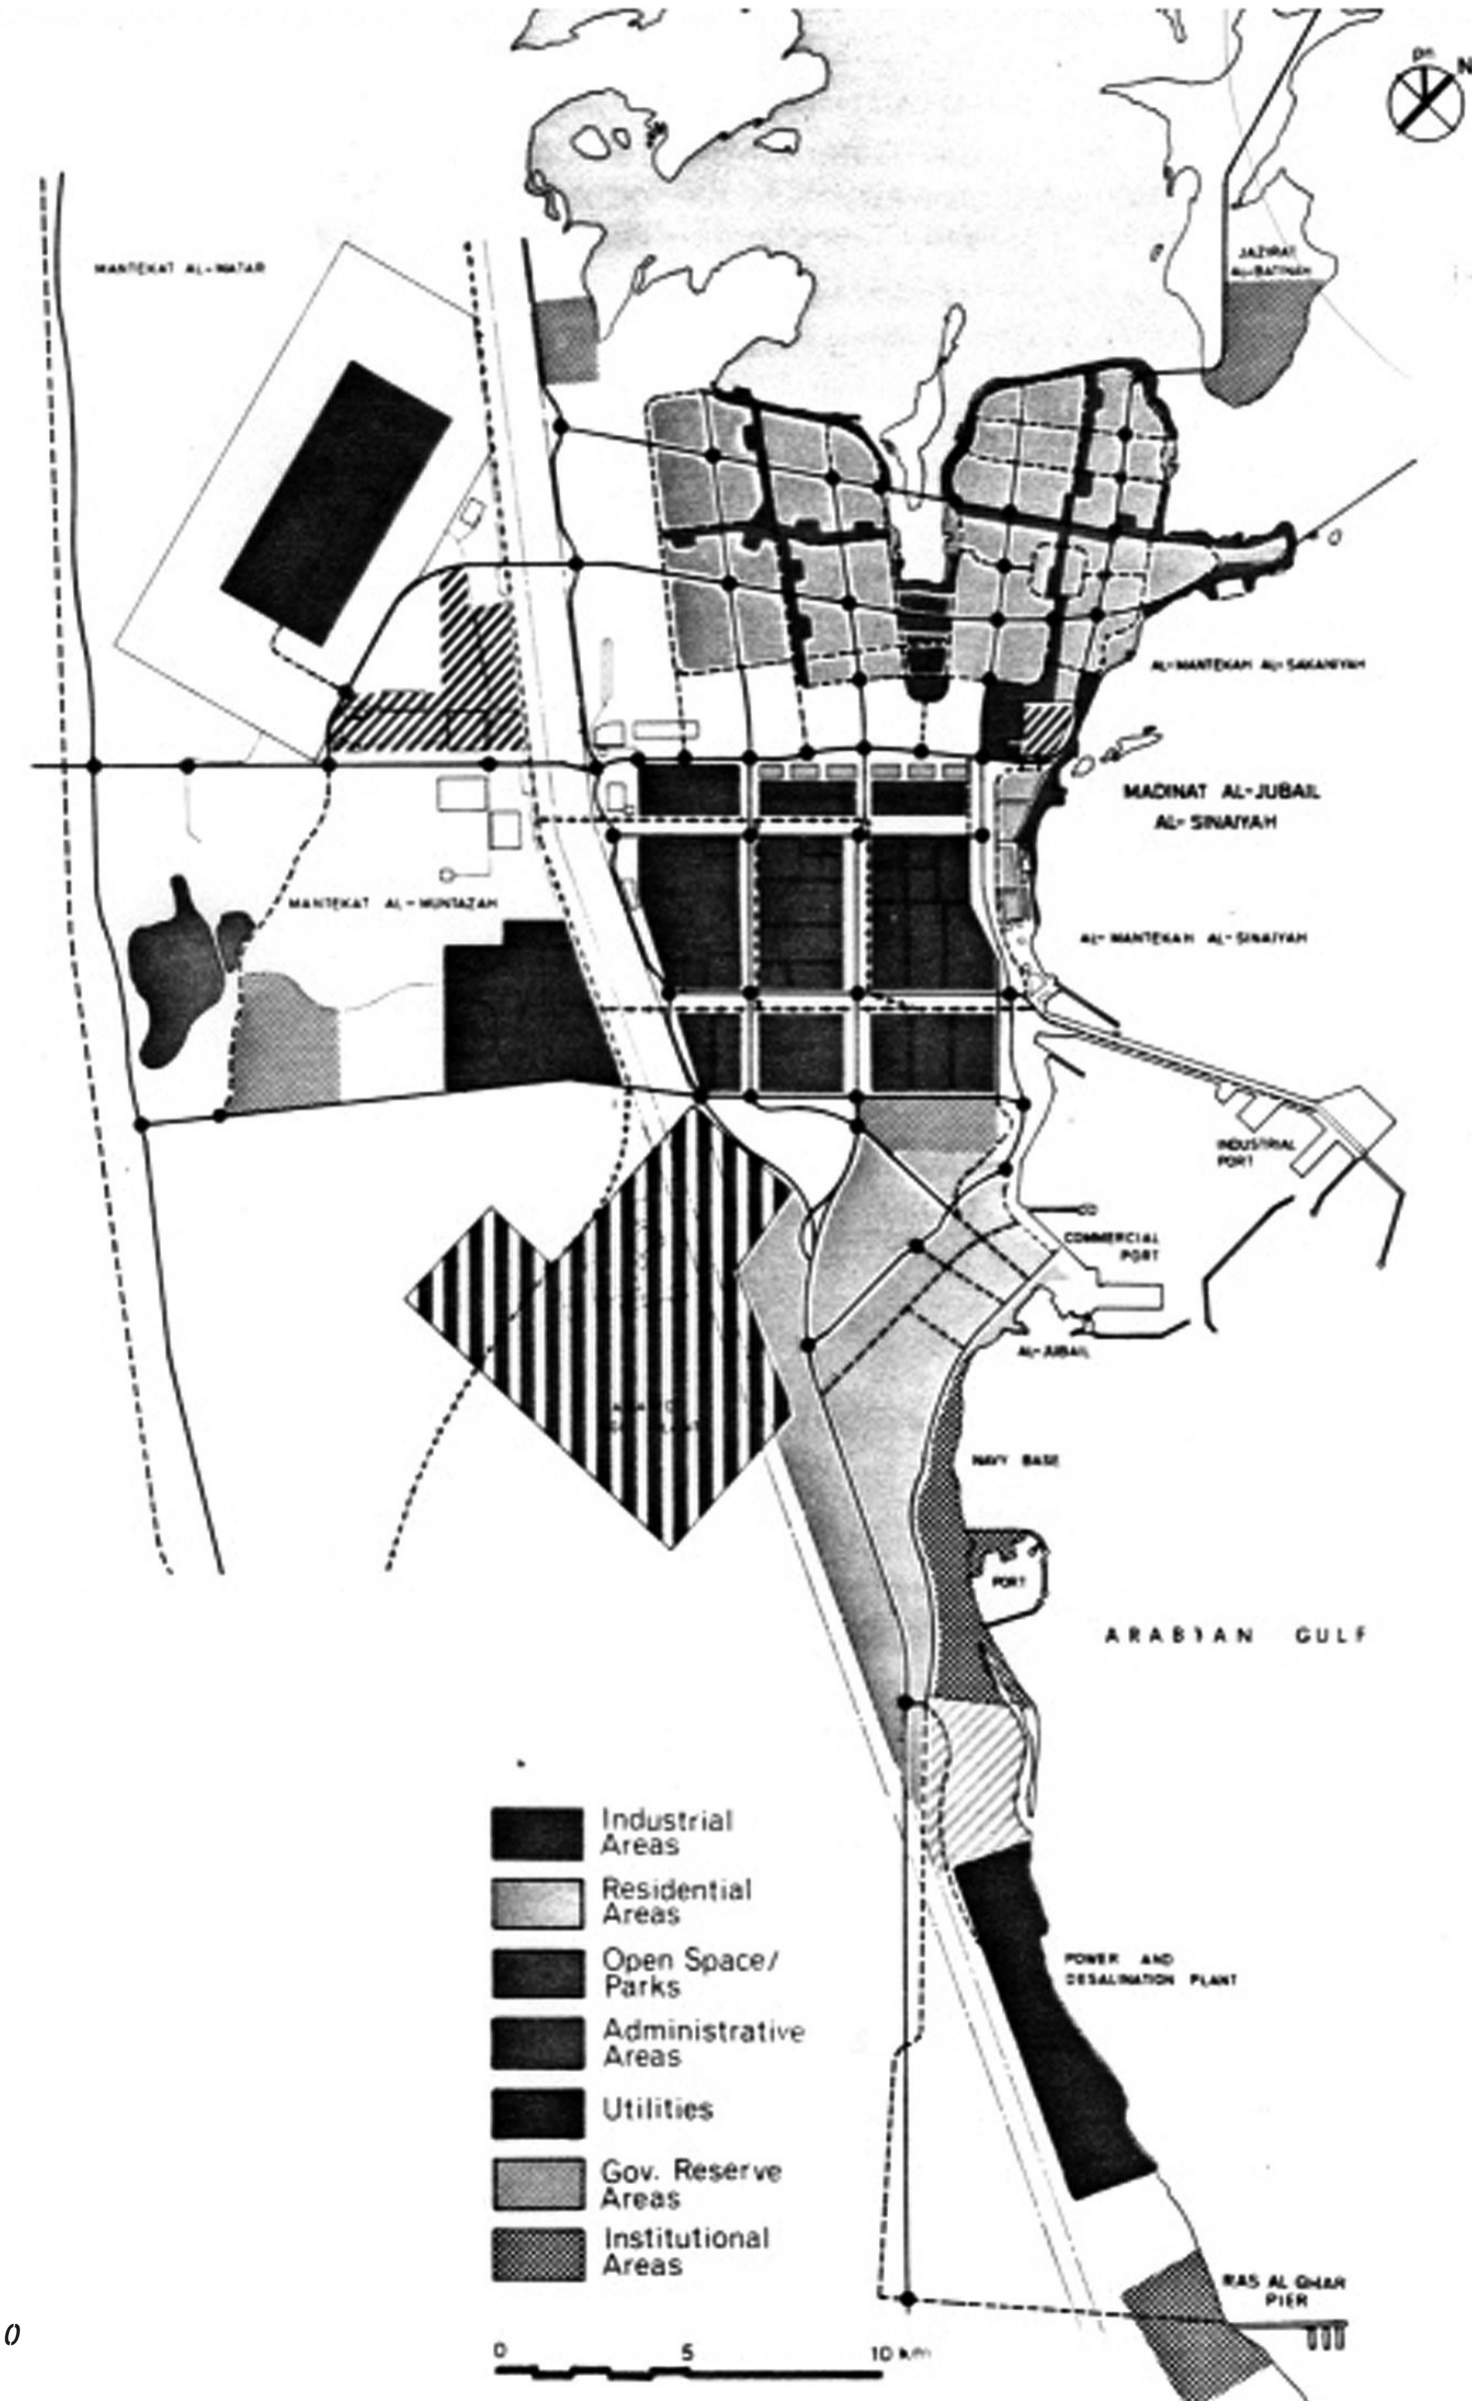 pn
N
JAZIRAT
AL-BATINAH
MANTEKAT AL-MATAR
AL-MANTEKAH AL-SAKANIYAH
MADINAT AL-JUBAIL
AL-SINAIYAH
MANTEKAT AL-MUNTAZAH
AL-MANTEKAH AL-SINAIYAH
INDUSTRIAL
PORT
COMMERCIAL
PORT
AL-JUBAIL
NAVY BASE
PORT
ARABIAN GULF
Industrial
Areas
Residential
Areas
Open Space/
Parks
Administrative
Areas
Utilities
Gov. Reserve
Areas
Institutional
Areas
POWER AND
DESALINATION PLANT
RAS AL GHAR
PIER
0
0 5 10 km